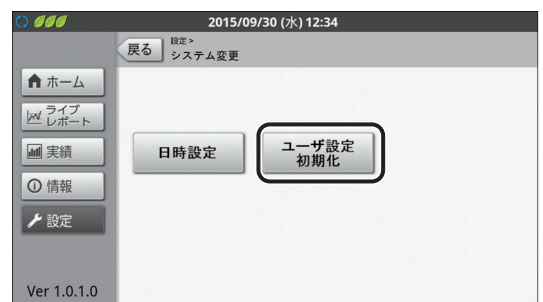 2015/09/30 (水) 12:34
戻る
設定 >
システム変更
ホーム
ライブ
レポート
実績
情報
設定
日時設定
ユーザ設定
初期化
Ver 1.0.1.0